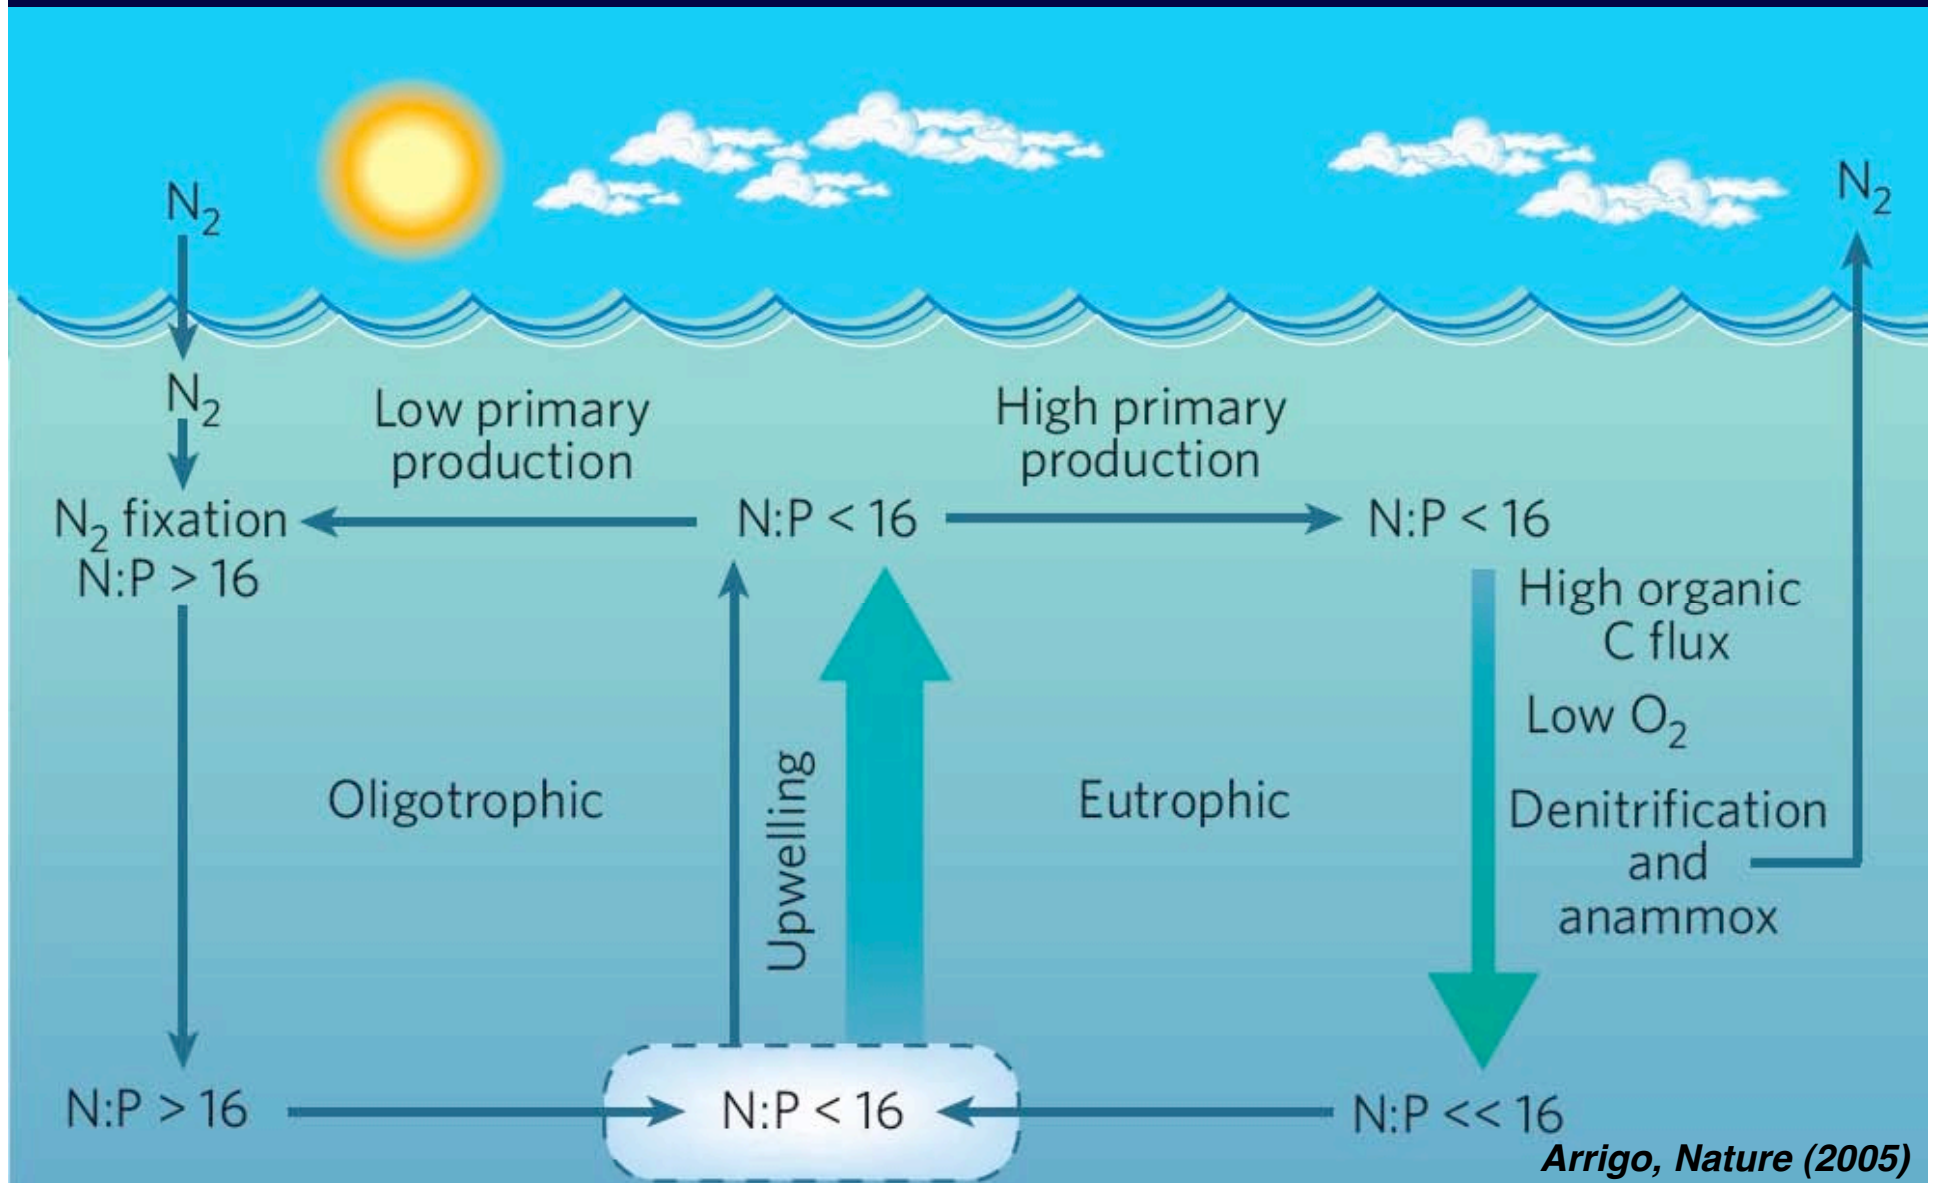 N₂
N₂
N₂
Low primary
production
High primary
production
N₂ fixation
N:P > 16
N:P < 16
N:P < 16
High organic
C flux
Low O₂
Oligotrophic
Upwelling
Eutrophic
Denitrification
and
anammox
N:P > 16
N:P < 16
N:P << 16
Arrigo, Nature (2005)